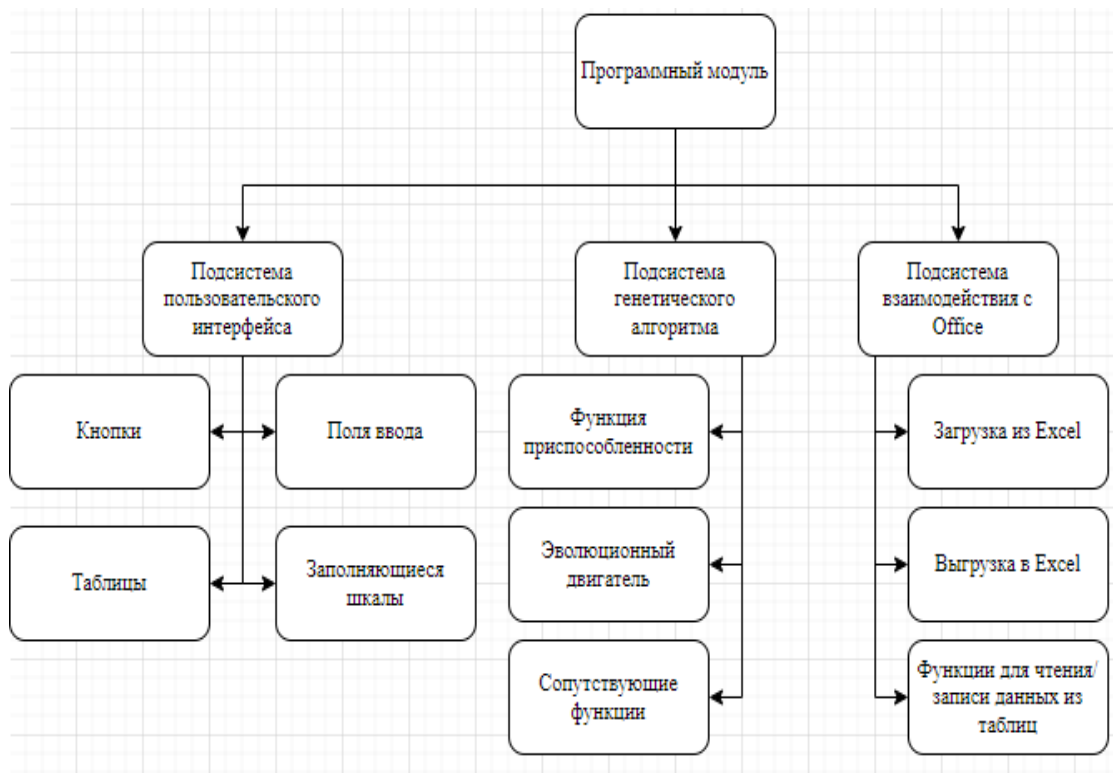 Программный модуль
Подсистема
пользовательского
интерфейса
Подсистема
генетического
алгоритма
Подсистема
взаимодействия с
Office
Кнопки
Поля ввода
Функция
приспособленности
Загрузка из Excel
Таблицы
Заполняющиеся
шкалы
Эволюционный
двигатель
Выгрузка в Excel
Сопутствующие
функции
Функции для чтения/
записи данных из
таблиц